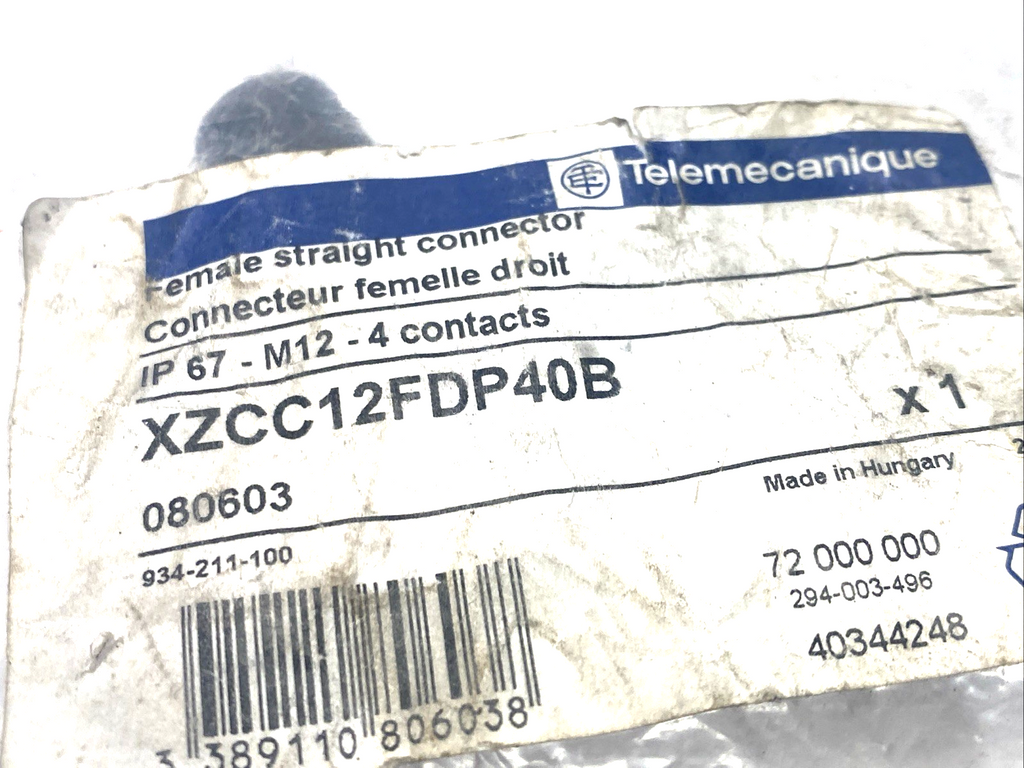 Telemecanique
Female straight connector
Connecteur femelle droit
IP 67 - M12 - 4 contacts
XZCC12FDP40B
x 1
080603
Made in Hungary
934-211-100
72 000 000
294-003-496
40344248
3 389110 806038